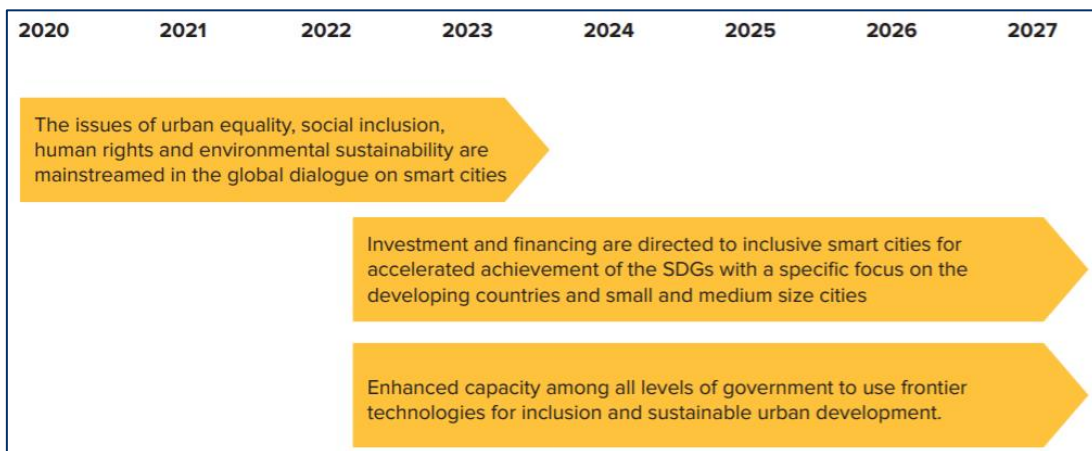 2020 2021 2022 2023 2024 2025 2026 2027
The issues of urban equality, social inclusion,
human rights and environmental sustainability are
mainstreamed in the global dialogue on smart cities
Investment and financing are directed to inclusive smart cities for
accelerated achievement of the SDGs with a specific focus on the
developing countries and small and medium size cities
Enhanced capacity among all levels of government to use frontier
technologies for inclusion and sustainable urban development.